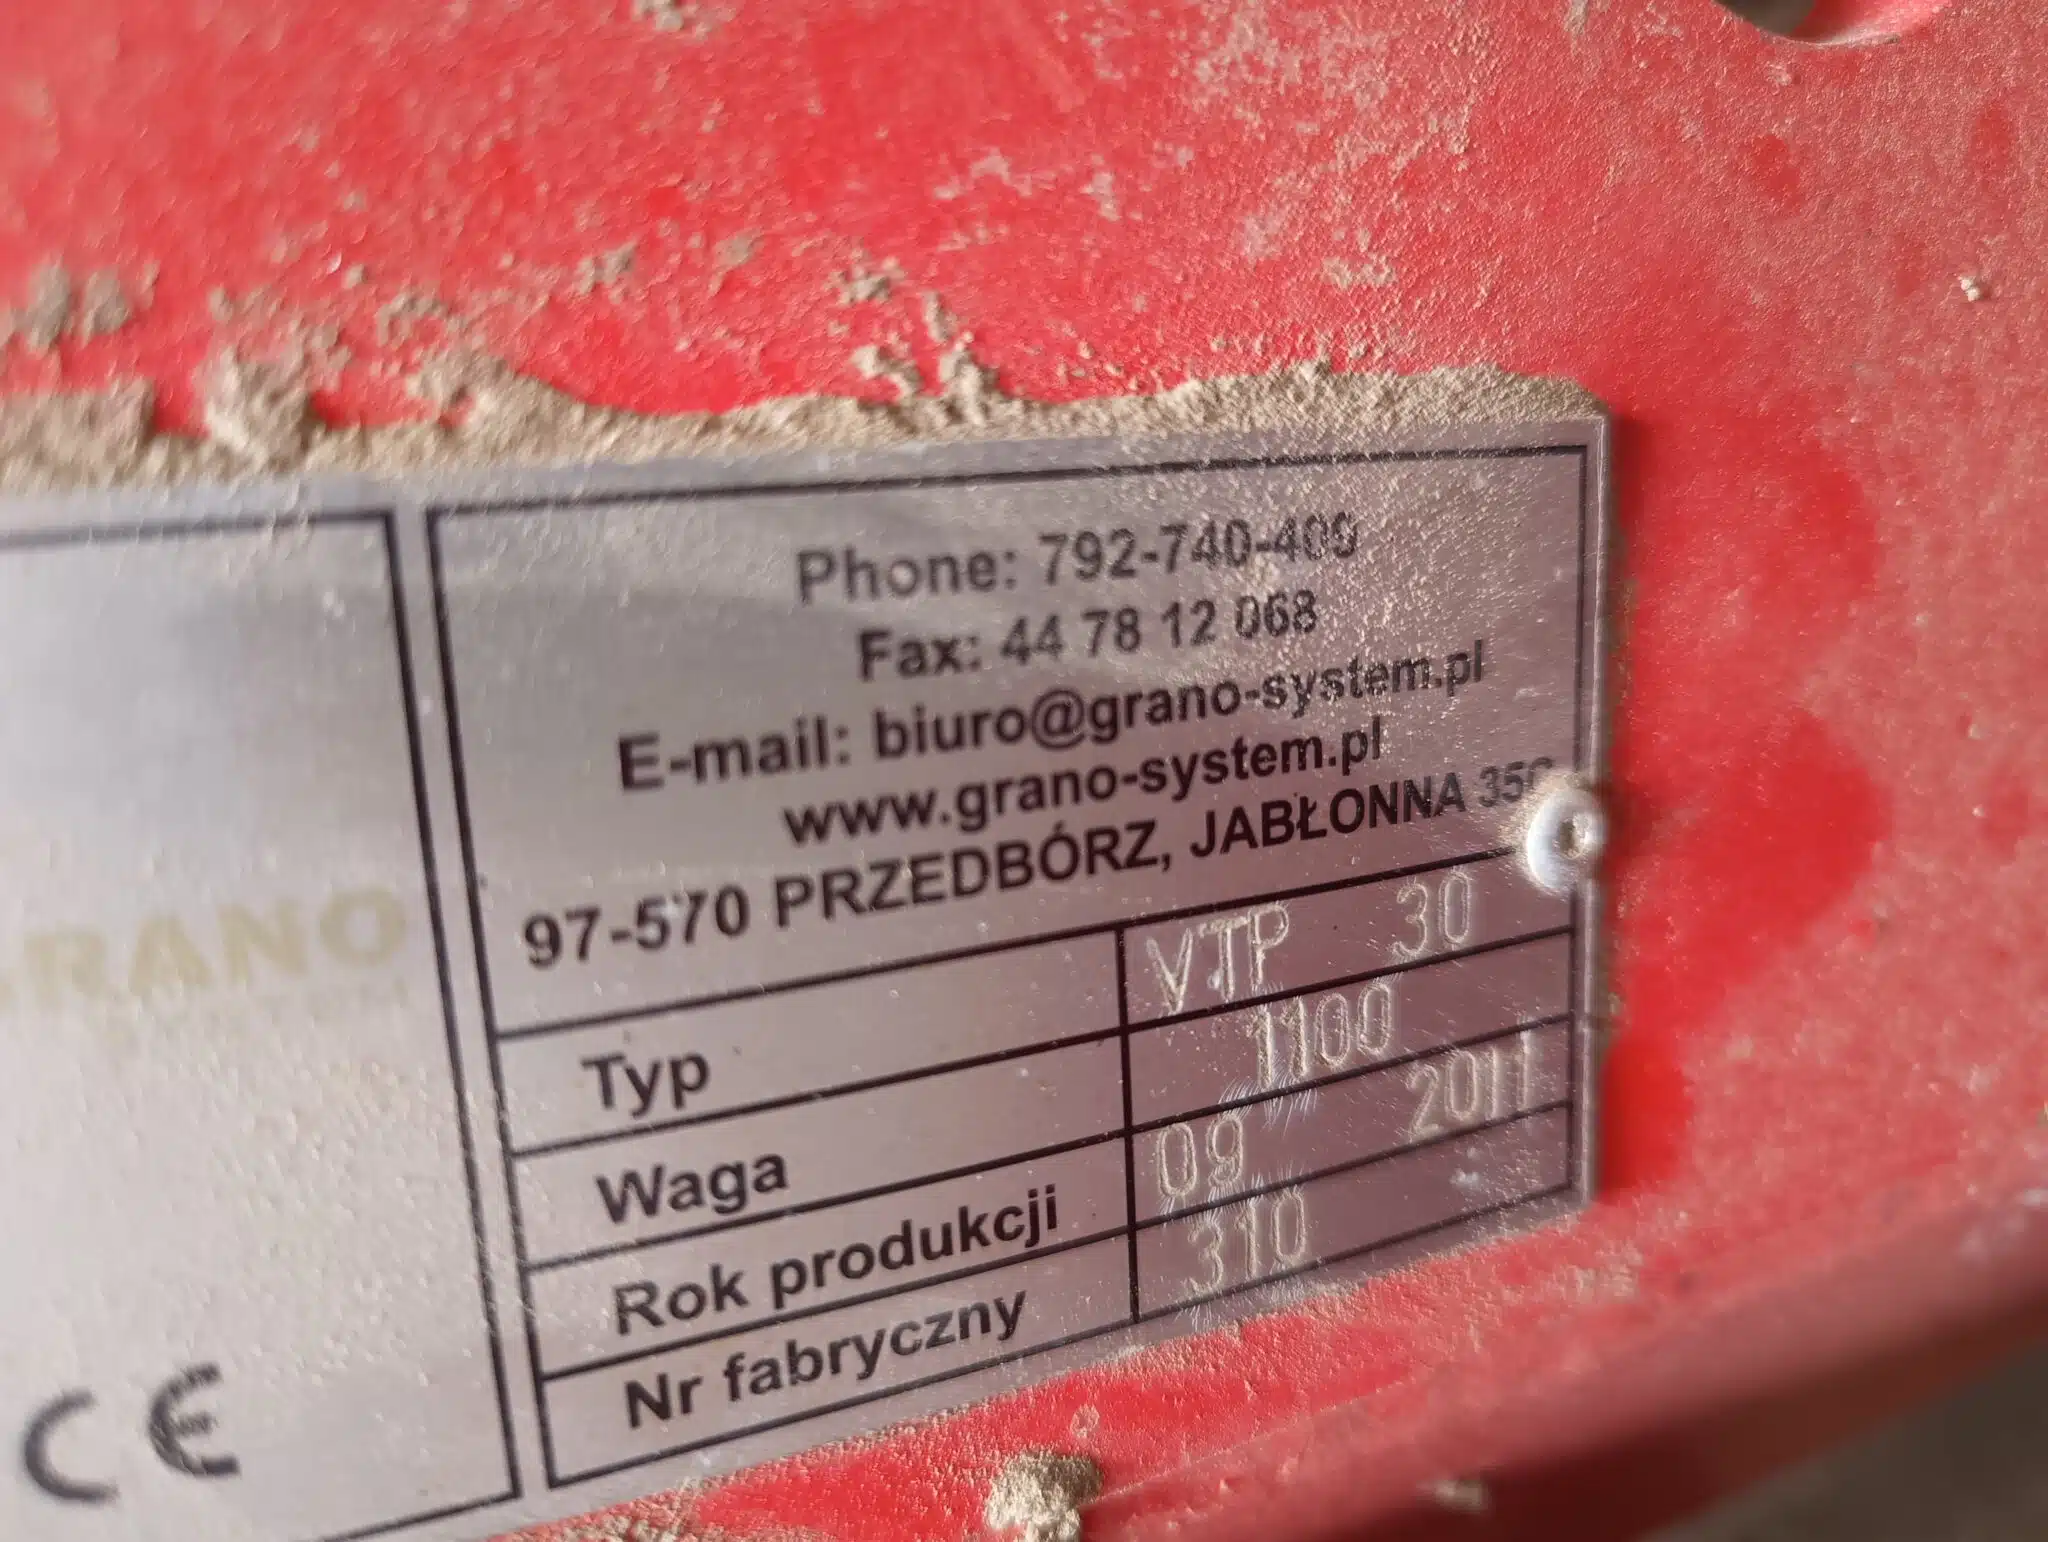 Phone: 792-740-409
Fax: 44 78 12 068
E-mail: biuro@grano-system.pl
www.grano-system.pl
97-570 PRZEDBÓRZ, JABŁONNA
Typ VTP 30
Waga 1100
Rok produkcji 09 2011
Nr fabryczny 310
RANO
CE